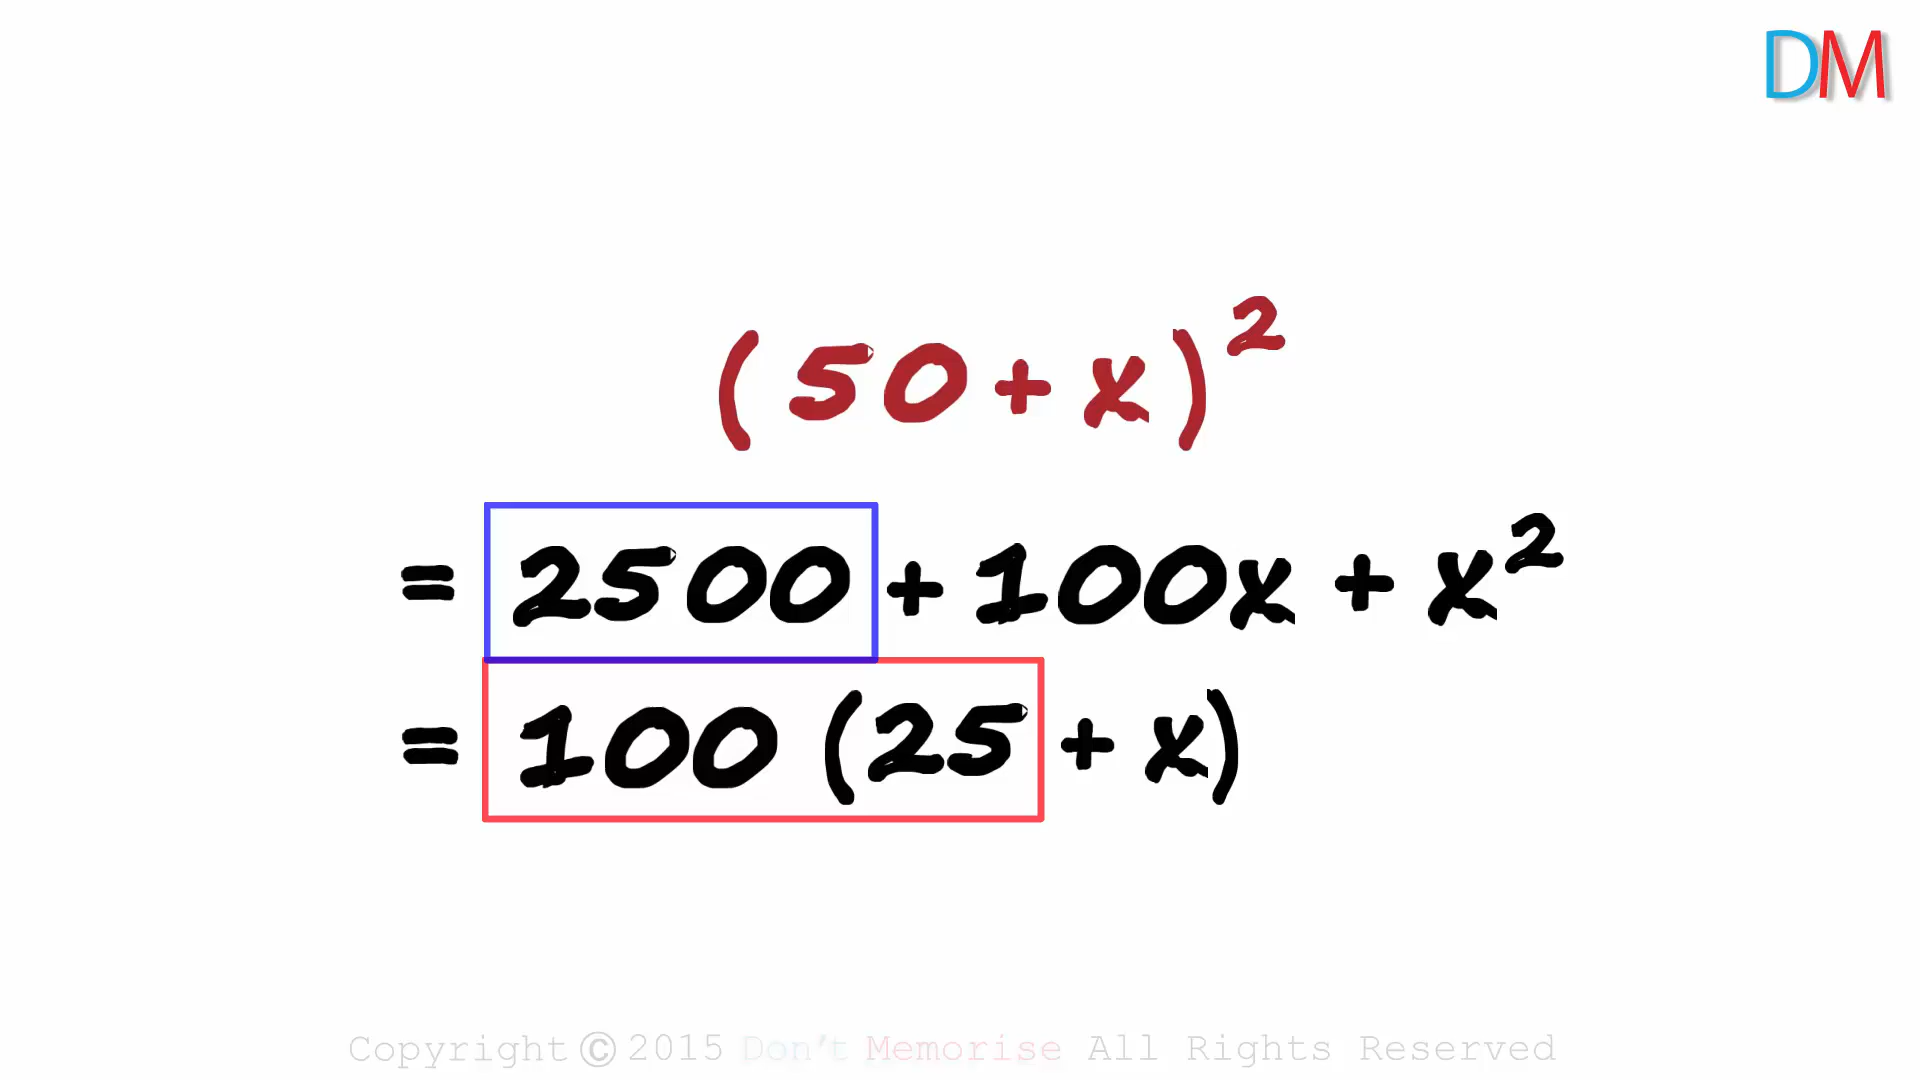 DM
(50+x)²
= 2500 + 100x + x²
= 100 (25 + x)
Copyright © 2015 Don't Memorise All Rights Reserved